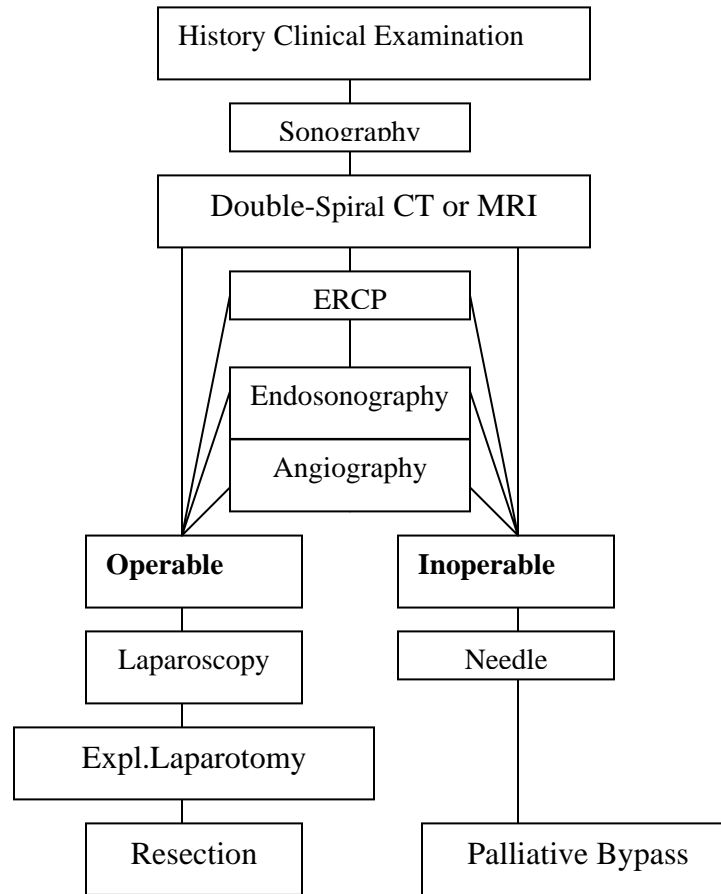 History Clinical Examination
Sonography
Double-Spiral CT or MRI
ERCP
Endosonography
Angiography
Operable
Inoperable
Laparoscopy
Needle
Expl.Laparotomy
Resection
Palliative Bypass